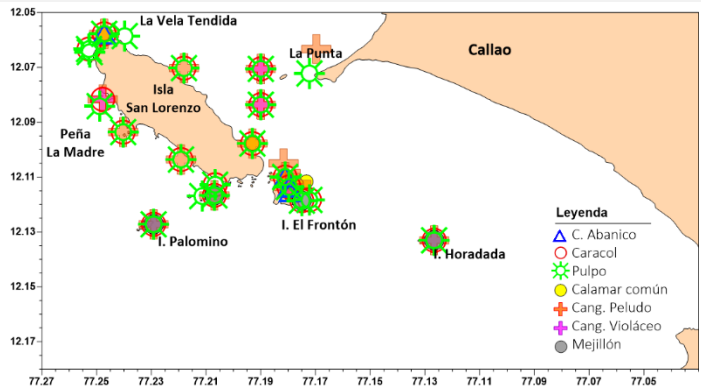 12.05
La Vela Tendida
La Punta
Callao
12.07
Isla
San Lorenzo
12.09
Peña
La Madre
12.11
I. El Frontón
I. Palomino
12.13
I. Horadada
12.15
12.17
Leyenda
C. Abanico
Caracol
Pulpo
Calamar común
Cang. Peludo
Cang. Violáceo
Mejillón
77.27 77.25 77.23 77.21 77.19 77.17 77.15 77.13 77.11 77.09 77.07 77.05